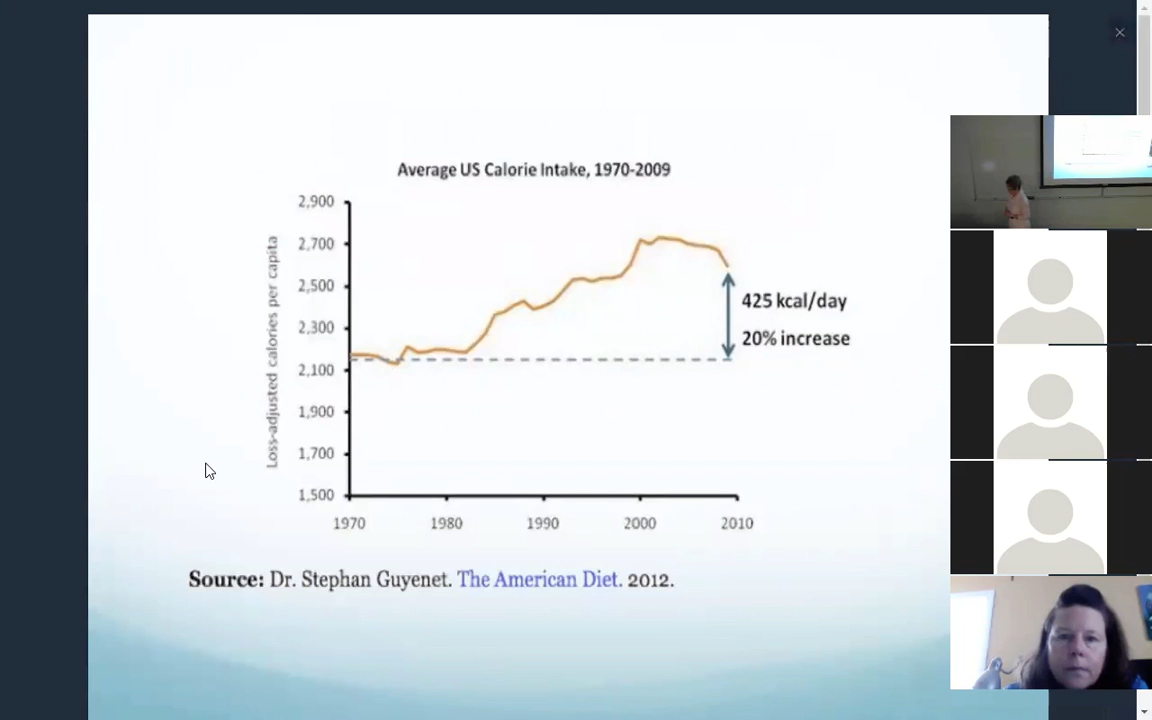 Average US Calorie Intake, 1970-2009
Loss-adjusted calories per capita
2,900
2,700
2,500
2,300
2,100
1,900
1,700
1,500
425 kcal/day
20% increase
1970 1980 1990 2000 2010
Source: Dr. Stephan Guyenet. The American Diet. 2012.